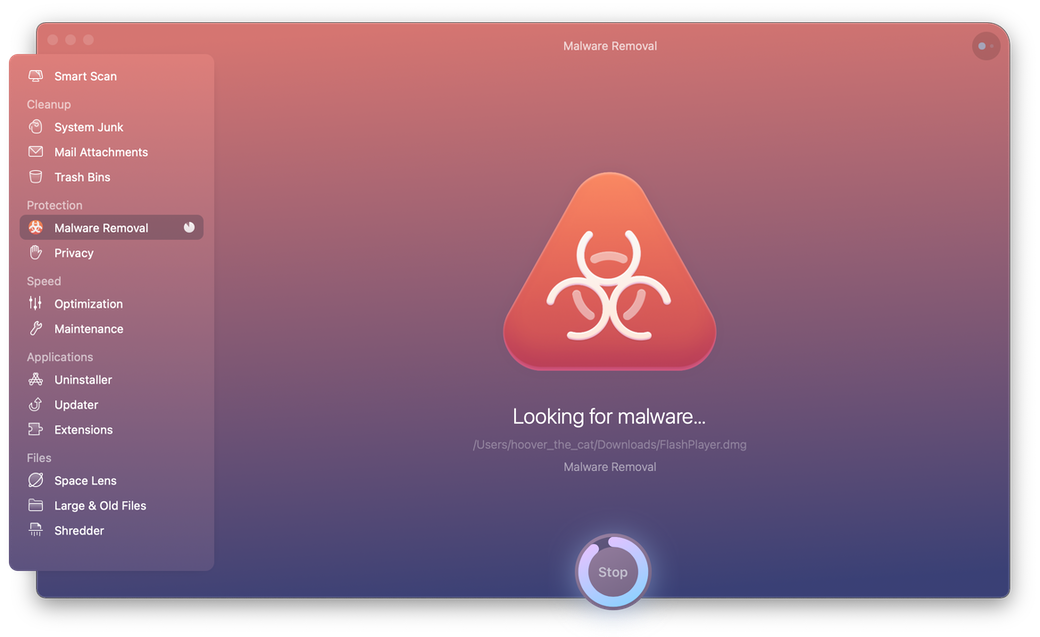 Malware Removal
Smart Scan
Cleanup
System Junk
Mail Attachments
Trash Bins
Protection
Malware Removal
Privacy
Speed
Optimization
Maintenance
Applications
Uninstaller
Updater
Extensions
Files
Space Lens
Large & Old Files
Shredder
Looking for malware...
/Users/hoover_the_cat/Downloads/FlashPlayer.dmg
Malware Removal
Stop